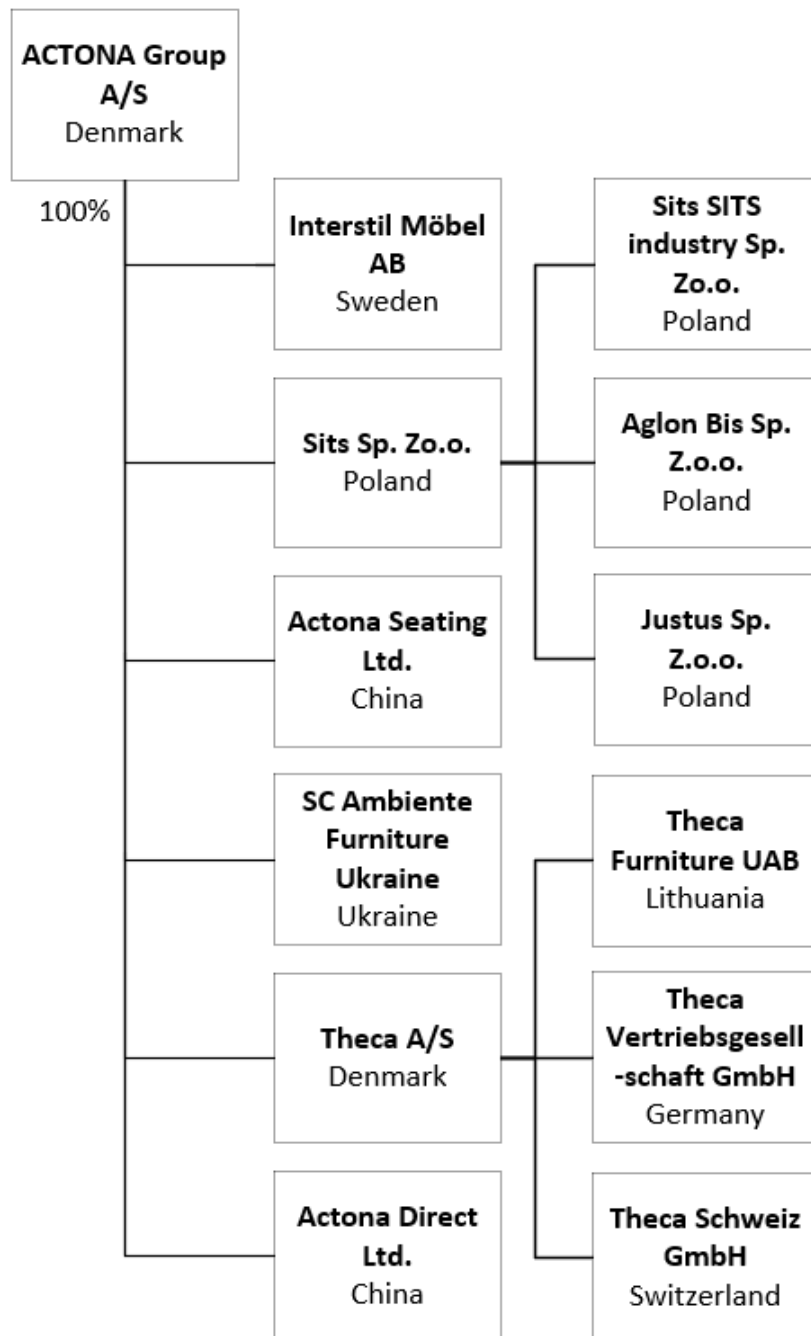 ACTONA Group
A/S
Denmark
100%
Interstil Möbel
AB
Sweden
Sits SITS
industry Sp.
Zo.o.
Poland
Sits Sp. Zo.o.
Poland
Aglon Bis Sp.
Z.o.o.
Poland
Actona Seating
Ltd.
China
Justus Sp.
Z.o.o.
Poland
SC Ambiente
Furniture
Ukraine
Ukraine
Theca
Furniture UAB
Lithuania
Theca A/S
Denmark
Theca
Vertriebsgesell
-schaft GmbH
Germany
Actona Direct
Ltd.
China
Theca Schweiz
GmbH
Switzerland